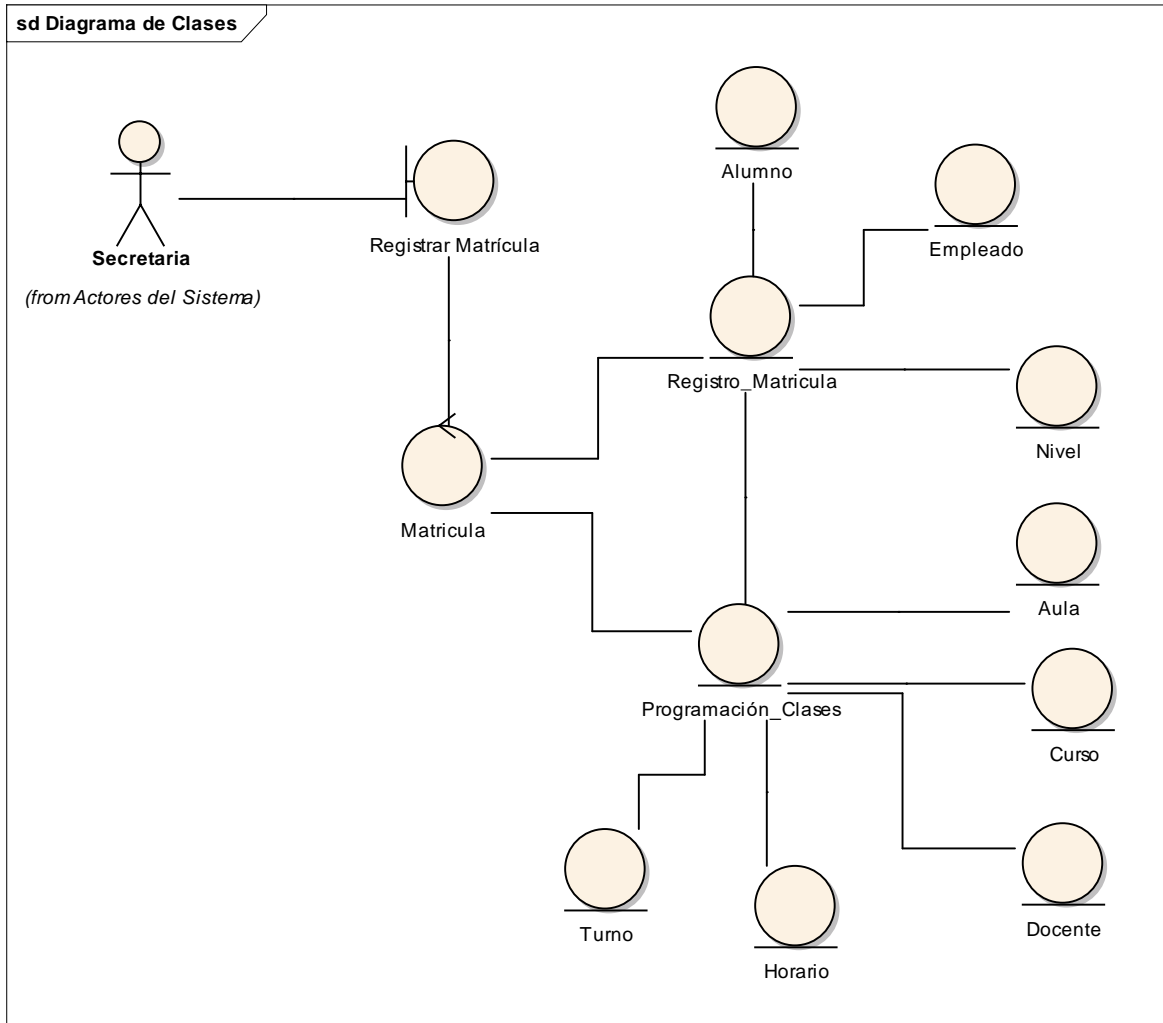 sd Diagrama de Clases
Alumno
Empleado
Registrar Matrícula
Secretaria
(from Actores del Sistema)
Registro_Matricula
Nivel
Matricula
Aula
Programación_Clases
Curso
Turno
Horario
Docente